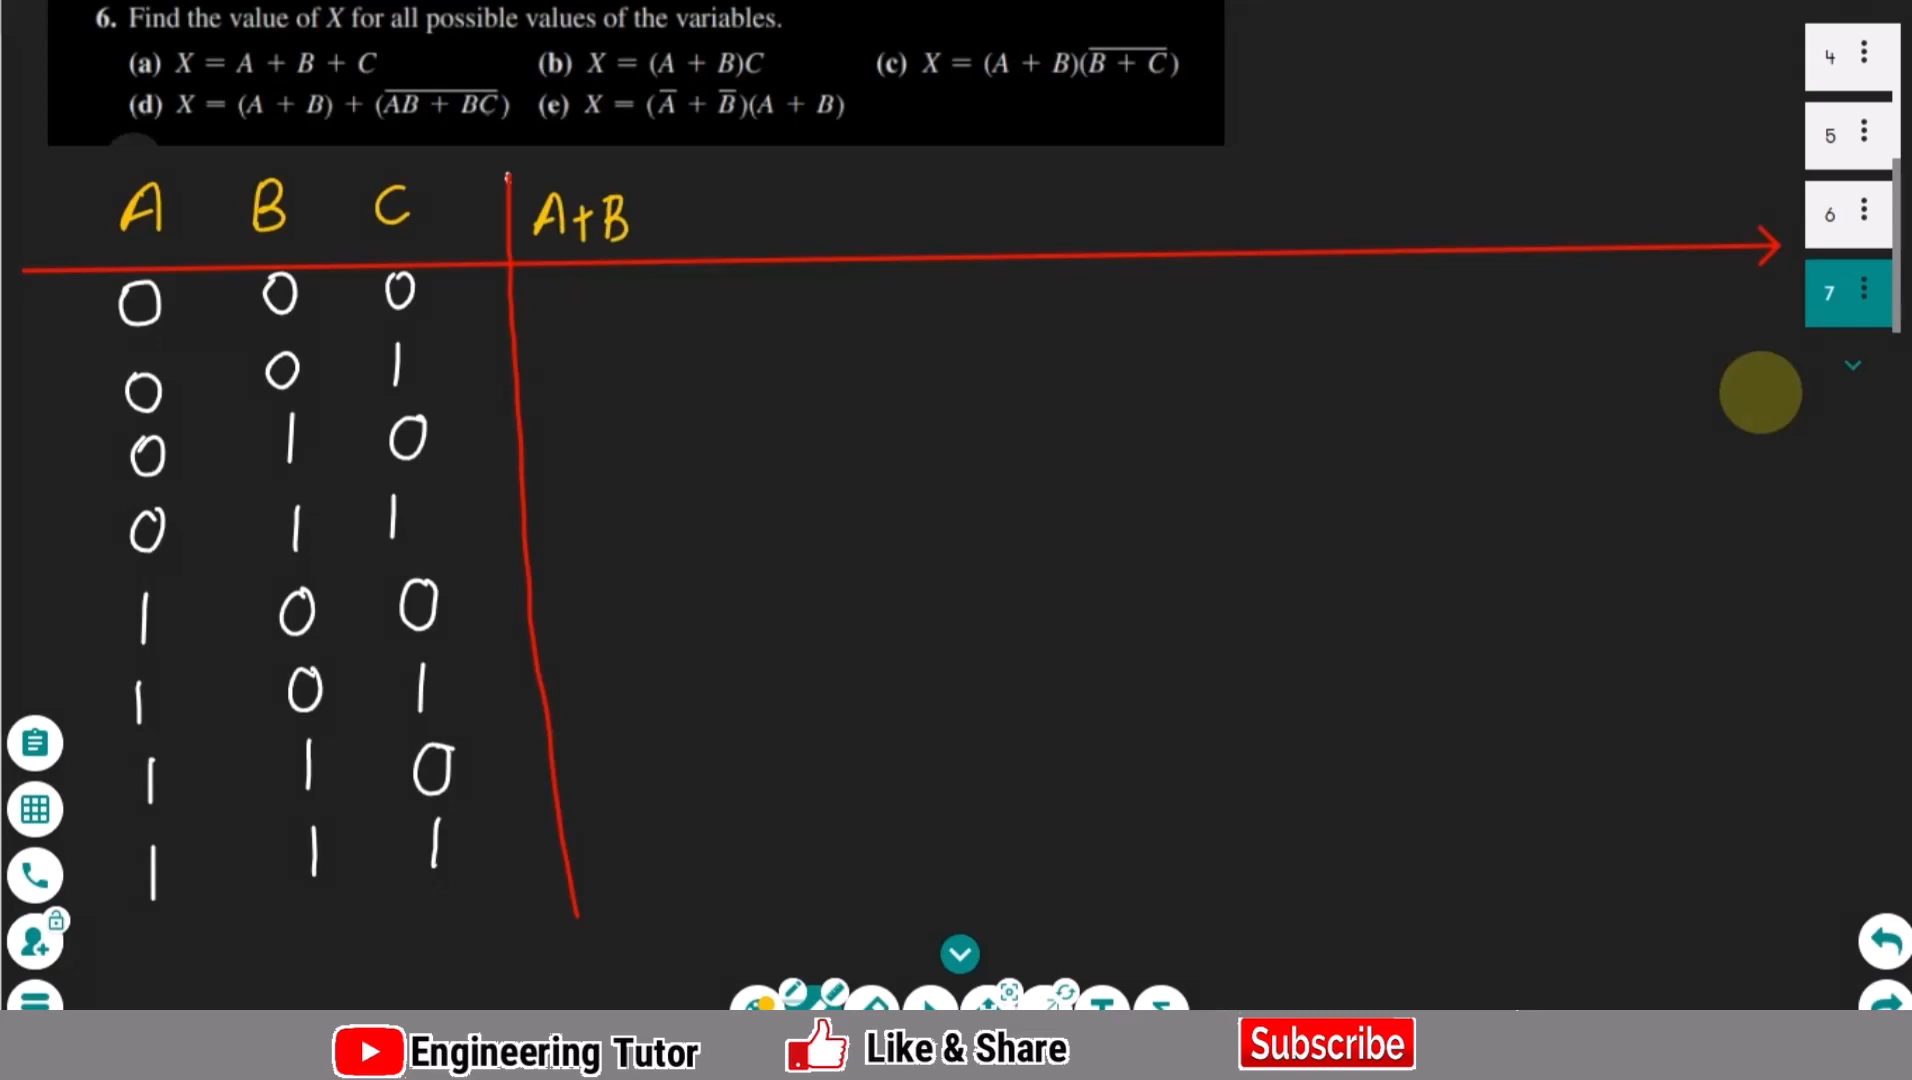 6. Find the value of X for all possible values of the variables.
(a) X = A + B + C (b) X = (A + B)C (c) X = (A + B)(B̅ ̅+̅ ̅C̅)
(d) X = (A + B) + (A̅B̅ ̅+̅ ̅B̅C̅) (e) X = (A̅ + B̅)(A + B)
A B C A+B
0 0 0
0 0 1
0 1 0
0 1 1
1 0 0
1 0 1
1 1 0
1 1 1
4
5
6
7
Engineering Tutor Like & Share Subscribe